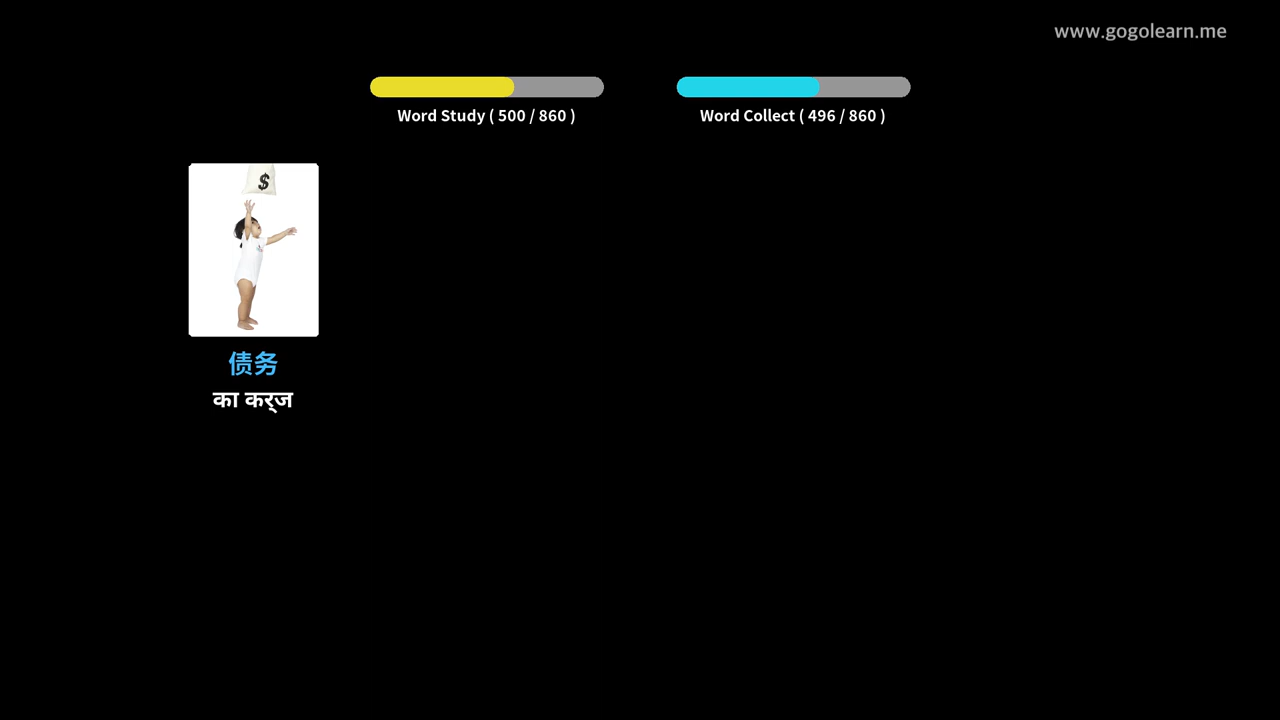 www.gogolearn.me
Word Study ( 500 / 860 )
Word Collect ( 496 / 860 )
$
债务
का कर्ज